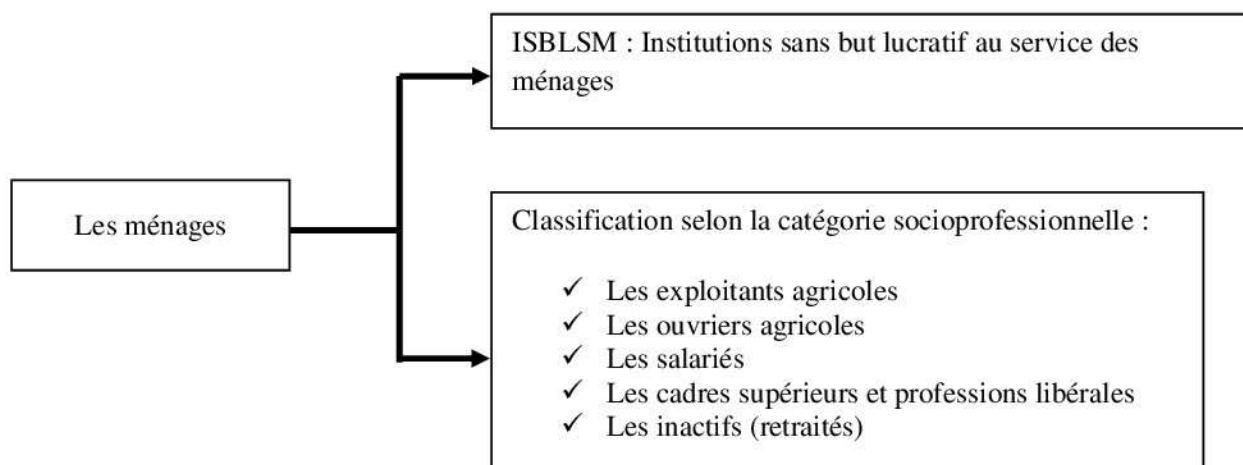 ISBLSM : Institutions sans but lucratif au service des
ménages
Les ménages
Classification selon la catégorie socioprofessionnelle :
✓ Les exploitants agricoles
✓ Les ouvriers agricoles
✓ Les salariés
✓ Les cadres supérieurs et professions libérales
✓ Les inactifs (retraités)